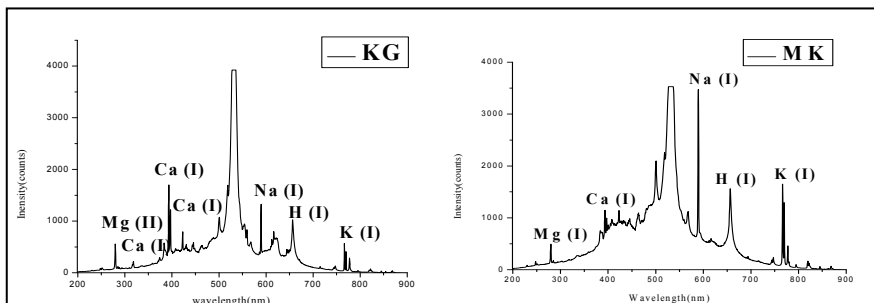 KG
Intensity(counts)
4000
3000
2000
1000
0
200 300 400 500 600 700 800 900
wavelength(nm)
Ca (I)
Mg (II)
Ca (I)
Ca (I)
Na (I)
H (I)
K (I)
MK
Inensity(counts)
4000
3000
2000
1000
0
200 300 400 500 600 700 800 900
Wavelength(nm)
Na (I)
Ca (I)
Mg (I)
H (I)
K (I)